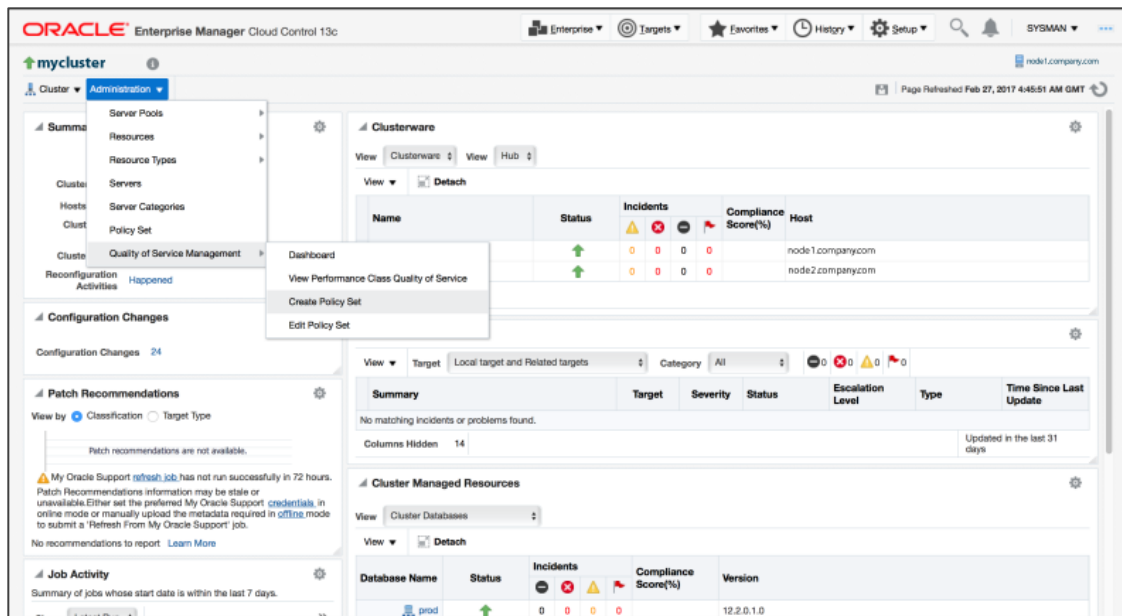 ORACLE Enterprise Manager Cloud Control 13c
Enterprise Targets Favorites History Setup SYSMAN
mycluster
node1.company.com
Cluster Administration
Page Refreshed Feb 27, 2017 4:45:51 AM GMT
Server Pools
Resources
Resource Types
Servers
Server Categories
Policy Set
Quality of Service Management
Dashboard
View Performance Class Quality of Service
Create Policy Set
Edit Policy Set
Summa
Cluste
Hosts
Clust
Cluste
Reconfiguration
Activities
Happened
Configuration Changes
Configuration Changes 24
Patch Recommendations
View by Classification Target Type
Patch recommendations are not available.
My Oracle Support refresh job has not run successfully in 72 hours.
Patch Recommendations information may be stale or
unavailable.Either set the preferred My Oracle Support credentials in
online mode or manually upload the metadata required in offline mode
to submit a 'Refresh From My Oracle Support' job.
No recommendations to report Learn More
Job Activity
Summary of jobs whose start date is within the last 7 days.
Clusterware
View Clusterware View Hub
View Detach
Name Status Incidents Compliance
Score(%) Host
0 0 0 0 node1.company.com
0 0 0 0 node2.company.com
View Target Local target and Related targets Category All 0 0 0 0
Summary Target Severity Status Escalation
Level Type Time Since Last
Update
No matching incidents or problems found.
Columns Hidden 14
Updated in the last 31
days
Cluster Managed Resources
View Cluster Databases
View Detach
Database Name Status Incidents Compliance
Score(%) Version
prod 0 0 0 0 12.2.0.1.0